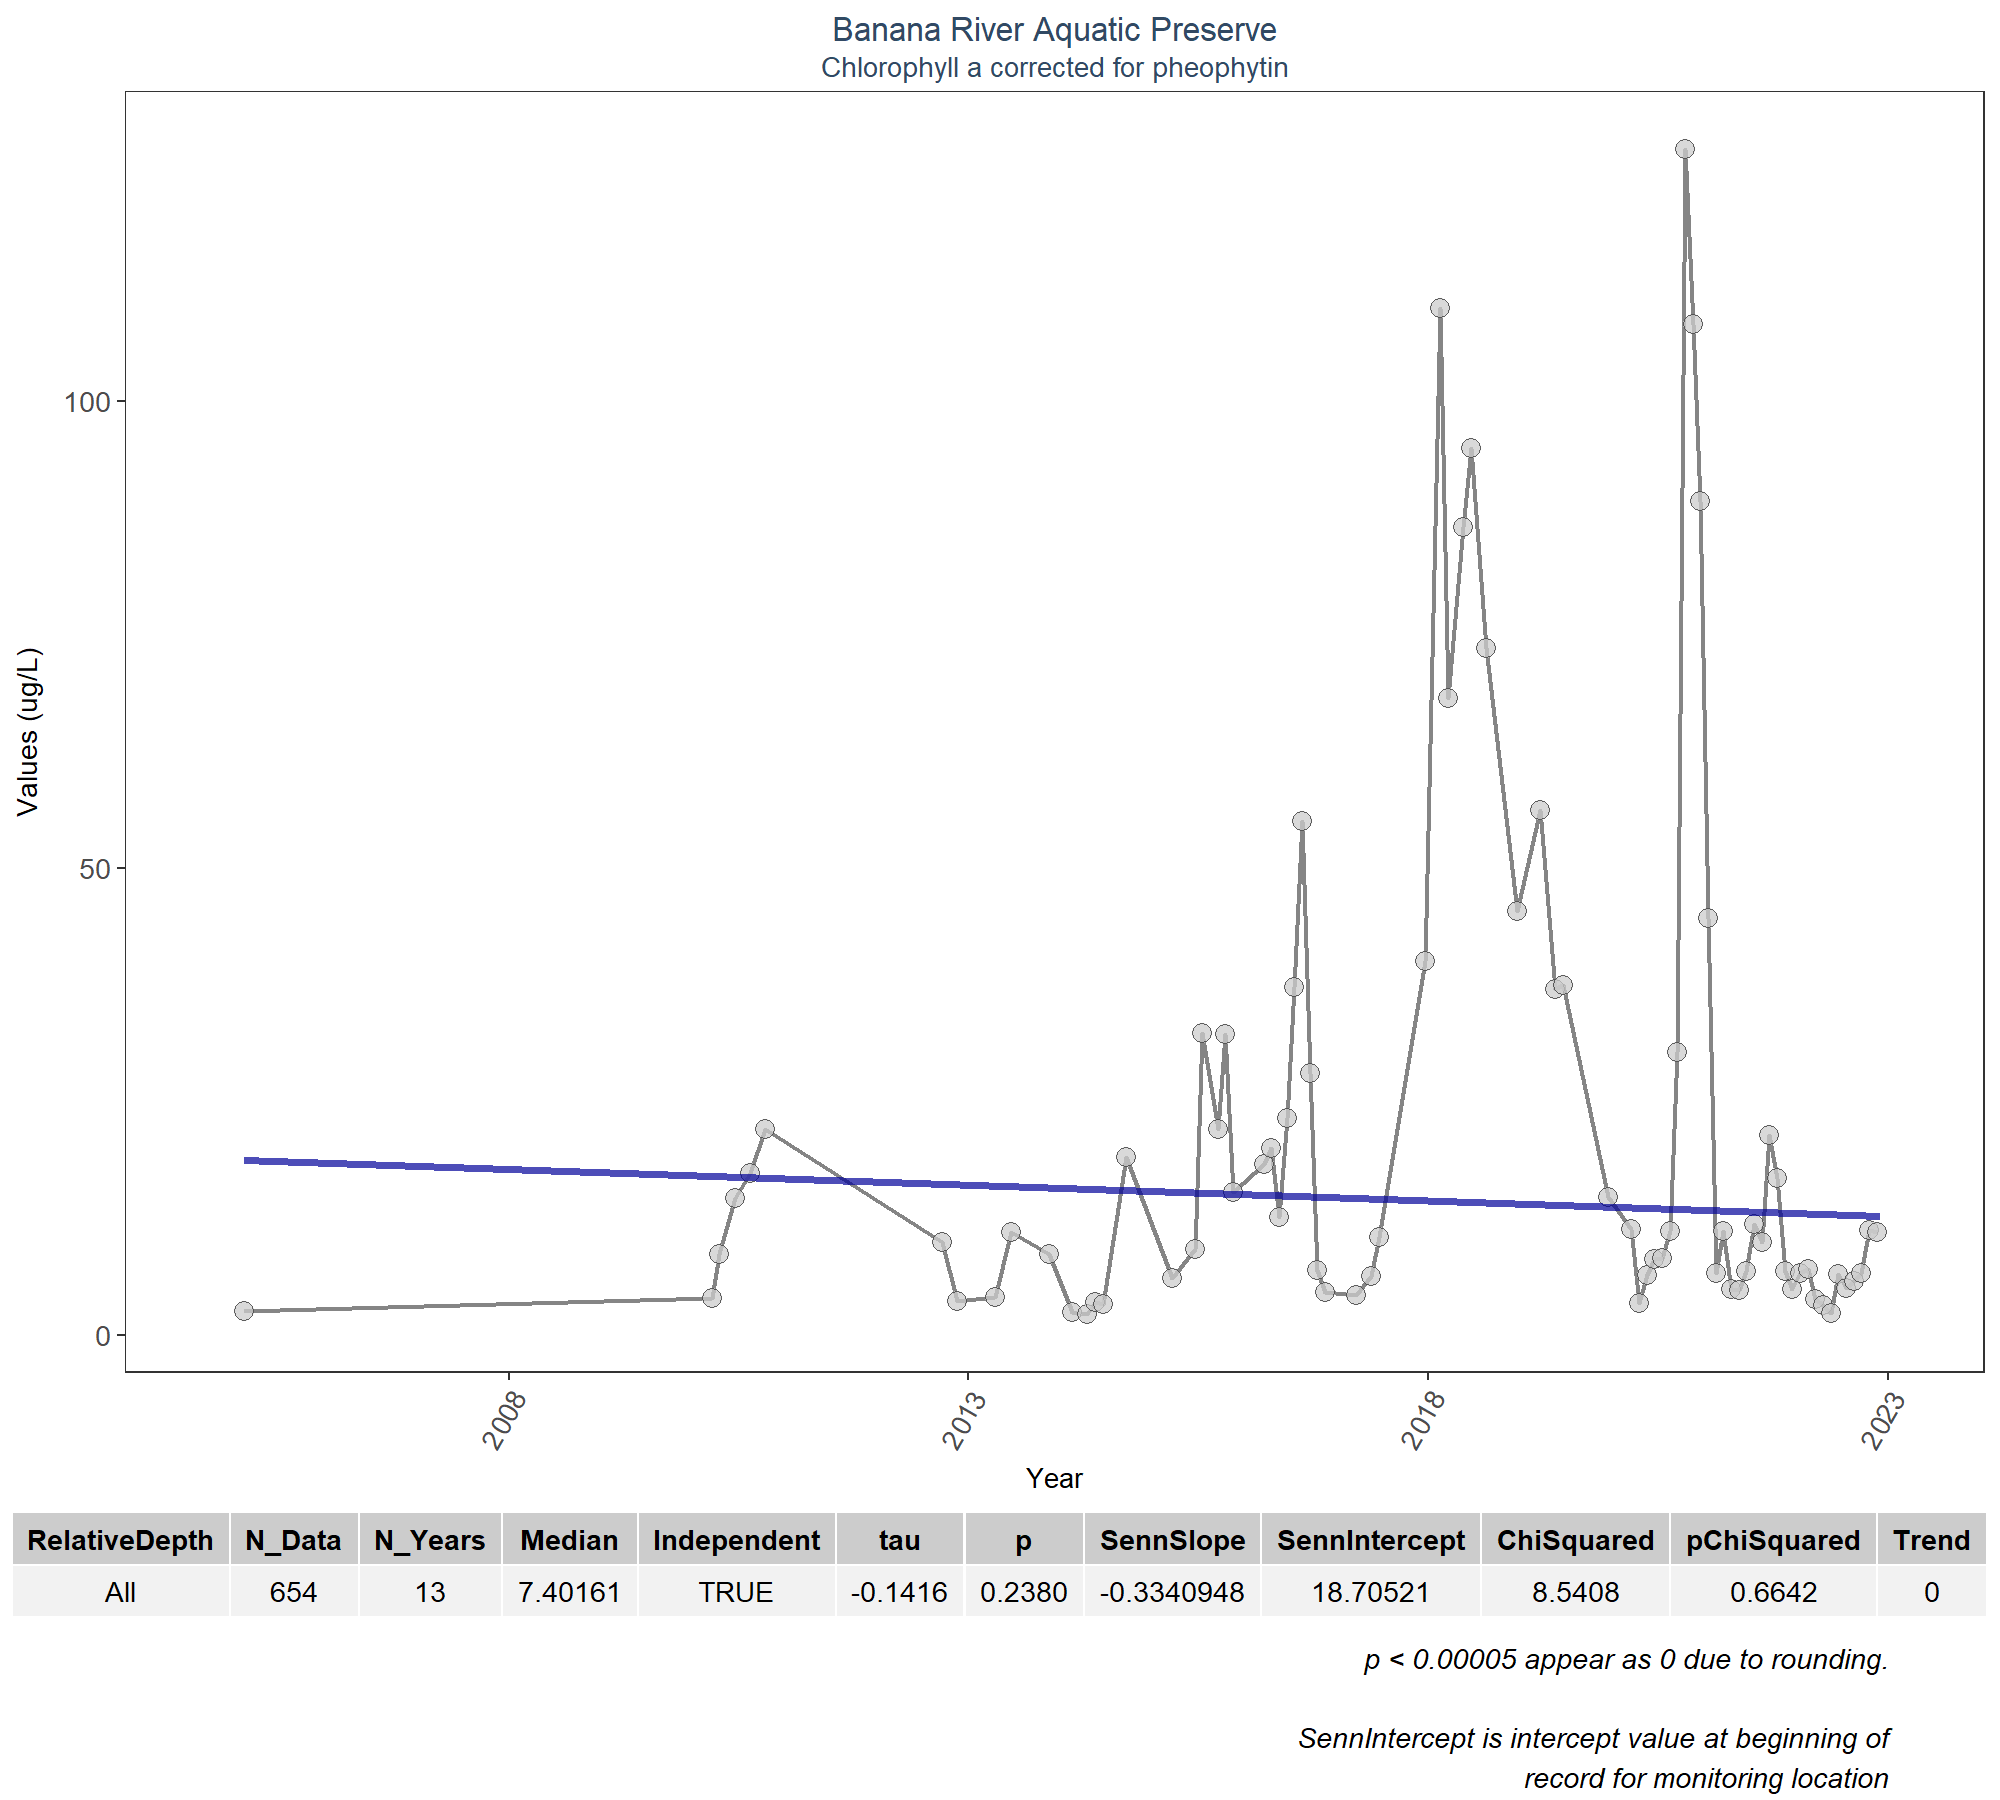 Banana River Aquatic Preserve
Chlorophyll a corrected for pheophytin
Values (ug/L)
100
50
0
2008 2013 2018 2023
Year
RelativeDepth N_Data N_Years Median Independent tau p SennSlope SennIntercept ChiSquared pChiSquared Trend
All 654 13 7.40161 TRUE -0.1416 0.2380 -0.3340948 18.70521 8.5408 0.6642 0
p < 0.00005 appear as 0 due to rounding.
SennIntercept is intercept value at beginning of
record for monitoring location